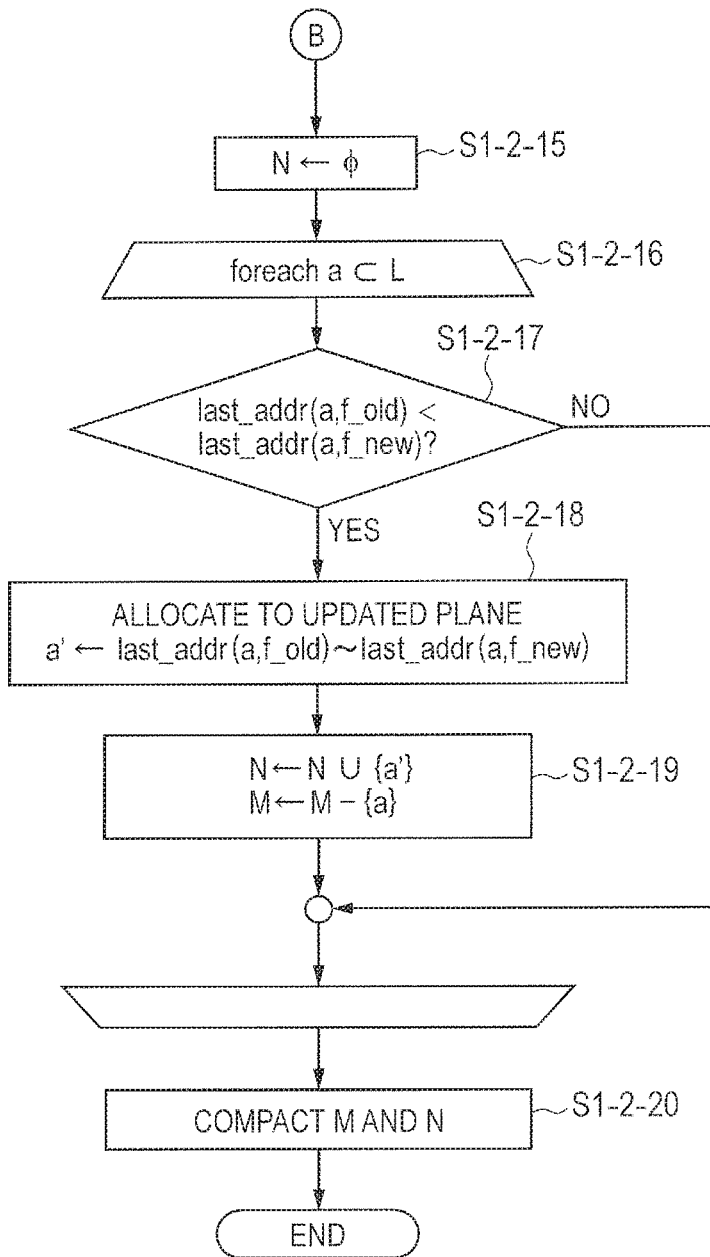 B
N ← ϕ
S1-2-15
foreach a ⊂ L
S1-2-16
S1-2-17
last_addr(a,f_old) <
last_addr(a,f_new)?
NO
YES
S1-2-18
ALLOCATE TO UPDATED PLANE
a' ← last_addr(a,f_old)~last_addr(a,f_new)
N ← N ∪ {a'}
M ← M − {a}
S1-2-19
COMPACT M AND N
S1-2-20
END